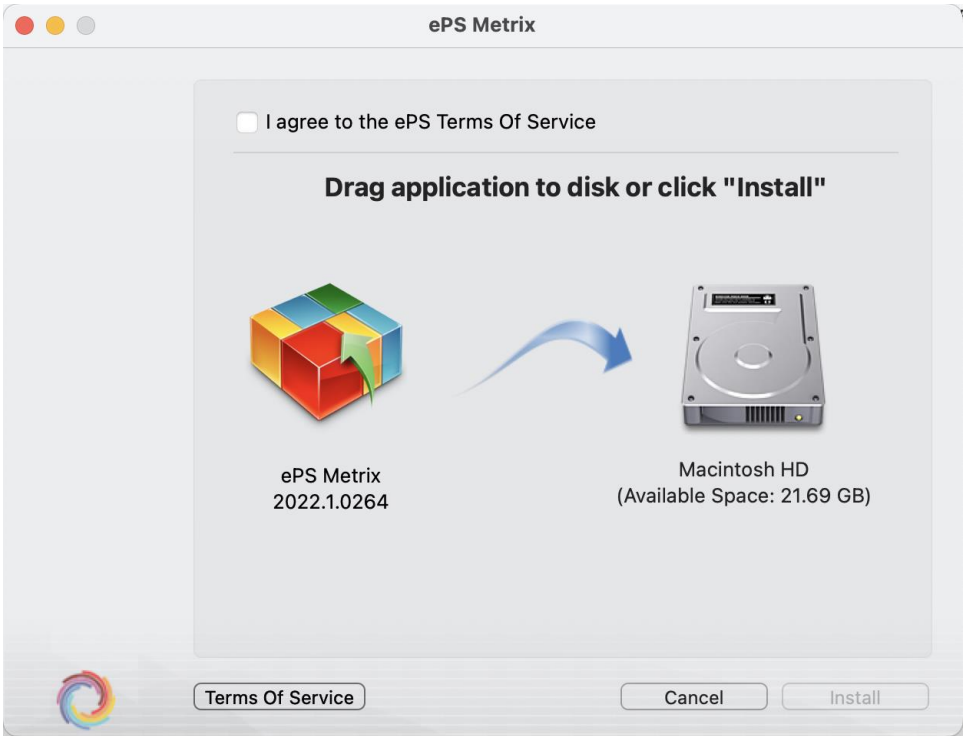 ePS Metrix
I agree to the ePS Terms Of Service
Drag application to disk or click "Install"
ePS Metrix
2022.1.0264
Macintosh HD
(Available Space: 21.69 GB)
Terms Of Service
Cancel
Install